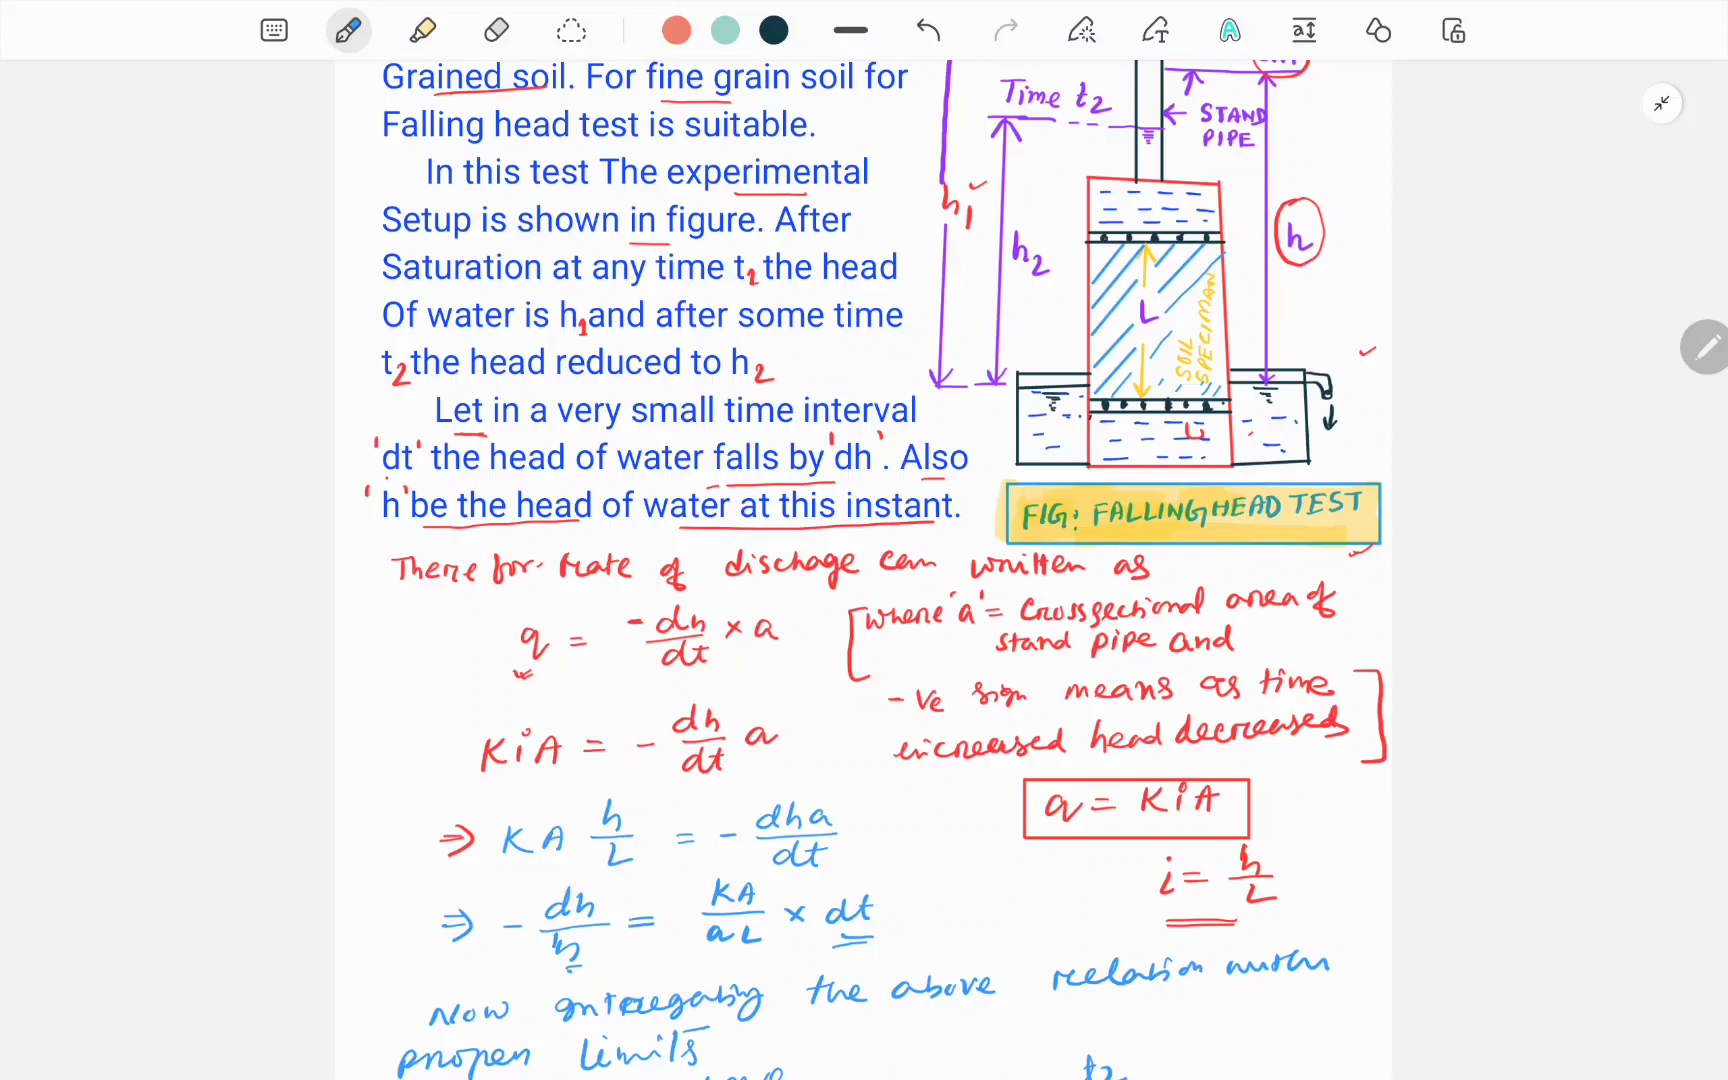 Grained soil. For fine grain soil for
Falling head test is suitable.
In this test The experimental
Setup is shown in figure. After
Saturation at any time t2 the head
Of water is h1 and after some time
t2 the head reduced to h2
Let in a very small time interval
'dt' the head of water falls by 'dh'. Also
'h' be the head of water at this instant.
Time t2
STAND
PIPE
h1
h2
h
L
SOIL
SPECIMAN
FIG: FALLING HEAD TEST
There for rate of dischage can written as
q = -dh/dt × a
[where 'a' = Crossectional area of
stand pipe and
-ve sign means as time
increased head decreased]
KiA = - dh/dt a
q = KiA
⇒ KA h/L = - dha/dt
i = h/L
⇒ - dh/h = KA/aL × dt
Now the above relation
proper limits
t2